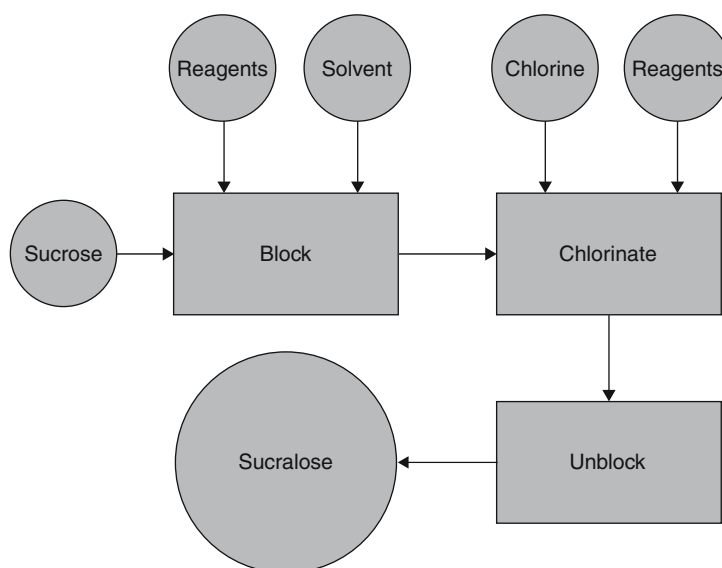 Reagents
Solvent
Chlorine
Reagents
Sucrose
Block
Chlorinate
Sucralose
Unblock